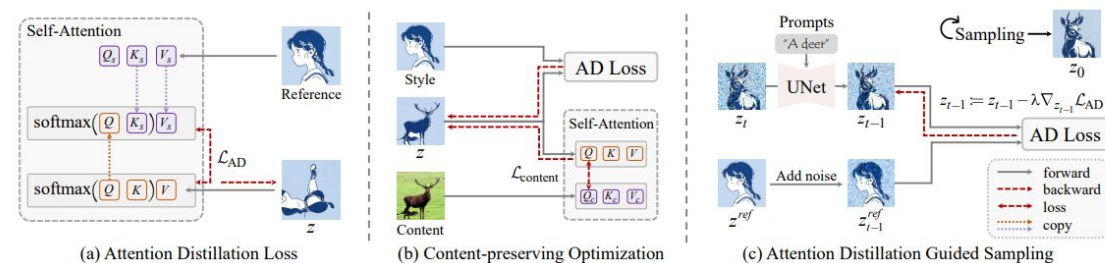 Self-Attention
Q_s K_s V_s
Reference
softmax(Q K_s)V_s
L_AD
softmax(Q K)V
z
(a) Attention Distillation Loss
Style
AD Loss
z
Self-Attention
Q K V
L_content
Q_c K_c V_c
Content
(b) Content-preserving Optimization
Prompts
"A deer"
UNet
z_t
z_{t-1}
Sampling
z_0
z_{t-1} := z_{t-1} − λ∇_{z_{t-1}} L_AD
AD Loss
Add noise
z^{ref}
z^{ref}_{t-1}
forward
backward
loss
copy
(c) Attention Distillation Guided Sampling